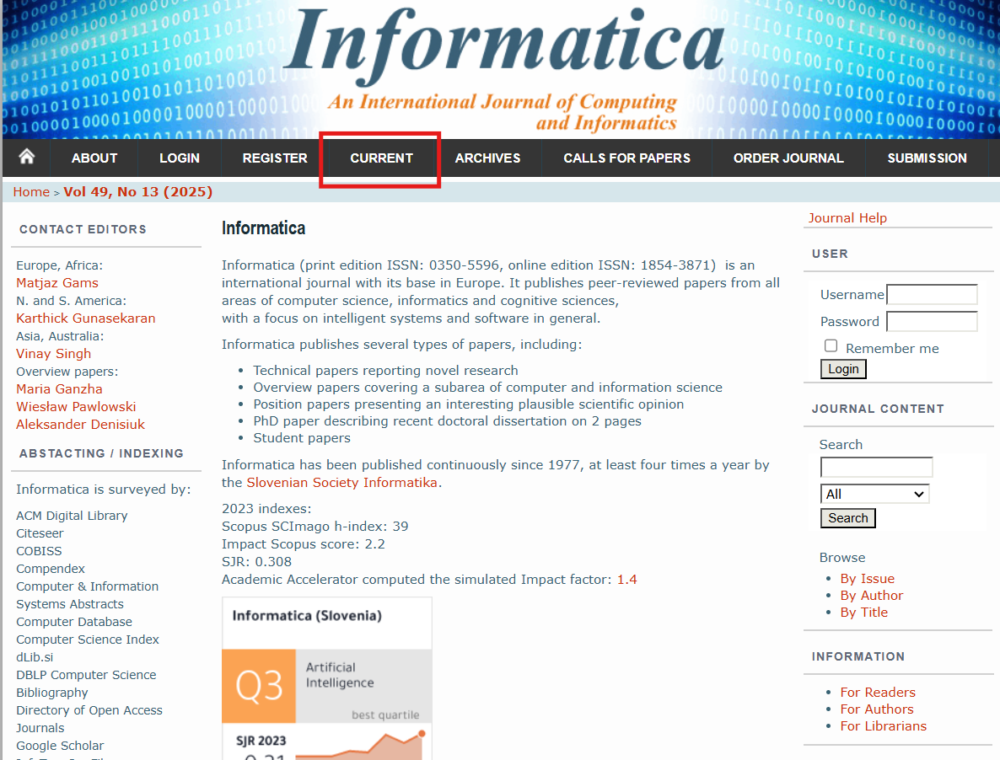 Informatica
An International Journal of Computing
and Informatics
ABOUT LOGIN REGISTER CURRENT ARCHIVES CALLS FOR PAPERS ORDER JOURNAL SUBMISSION
Home > Vol 49, No 13 (2025)
CONTACT EDITORS
Europe, Africa:
Matjaz Gams
N. and S. America:
Karthick Gunasekaran
Asia, Australia:
Vinay Singh
Overview papers:
Maria Ganzha
Wiesław Pawlowski
Aleksander Denisiuk
ABSTACTING / INDEXING
Informatica is surveyed by:
ACM Digital Library
Citeseer
COBISS
Compendex
Computer & Information
Systems Abstracts
Computer Database
Computer Science Index
dLib.si
DBLP Computer Science
Bibliography
Directory of Open Access
Journals
Google Scholar
Informatica
Informatica (print edition ISSN: 0350-5596, online edition ISSN: 1854-3871) is an
international journal with its base in Europe. It publishes peer-reviewed papers from all
areas of computer science, informatics and cognitive sciences,
with a focus on intelligent systems and software in general.
Informatica publishes several types of papers, including:
• Technical papers reporting novel research
• Overview papers covering a subarea of computer and information science
• Position papers presenting an interesting plausible scientific opinion
• PhD paper describing recent doctoral dissertation on 2 pages
• Student papers
Informatica has been published continuously since 1977, at least four times a year by
the Slovenian Society Informatika.
2023 indexes:
Scopus SCImago h-index: 39
Impact Scopus score: 2.2
SJR: 0.308
Academic Accelerator computed the simulated Impact factor: 1.4
Informatica (Slovenia)
Q3
Artificial
Intelligence
best quartile
SJR 2023
Journal Help
USER
Username
Password
Remember me
Login
JOURNAL CONTENT
Search
All
Search
Browse
• By Issue
• By Author
• By Title
INFORMATION
• For Readers
• For Authors
• For Librarians